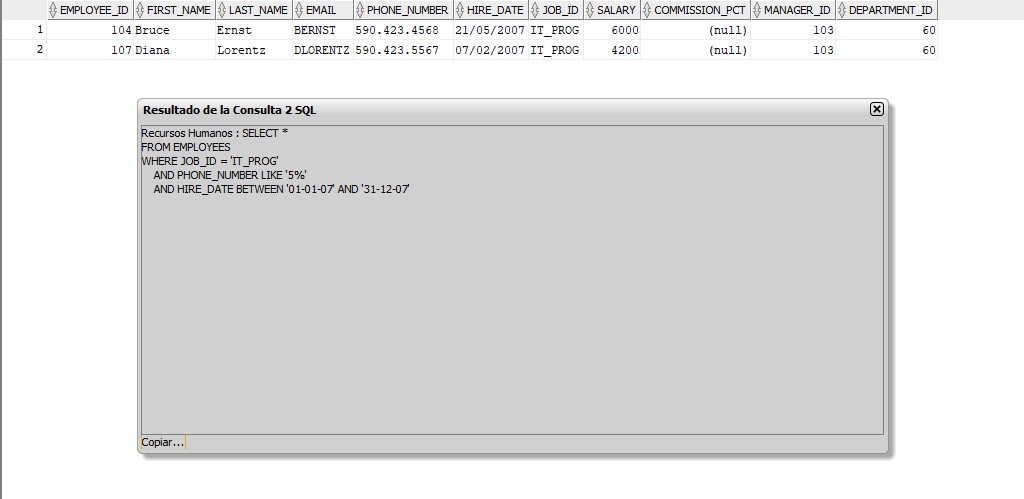 EMPLOYEE_ID FIRST_NAME LAST_NAME EMAIL PHONE_NUMBER HIRE_DATE JOB_ID SALARY COMMISSION_PCT MANAGER_ID DEPARTMENT_ID
1 104 Bruce Ernst BERNST 590.423.4568 21/05/2007 IT_PROG 6000 (null) 103 60
2 107 Diana Lorentz DLORENTZ 590.423.5567 07/02/2007 IT_PROG 4200 (null) 103 60
Resultado de la Consulta 2 SQL
Recursos Humanos : SELECT *
FROM EMPLOYEES
WHERE JOB_ID = 'IT_PROG'
AND PHONE_NUMBER LIKE '5%'
AND HIRE_DATE BETWEEN '01-01-07' AND '31-12-07'
Copiar...